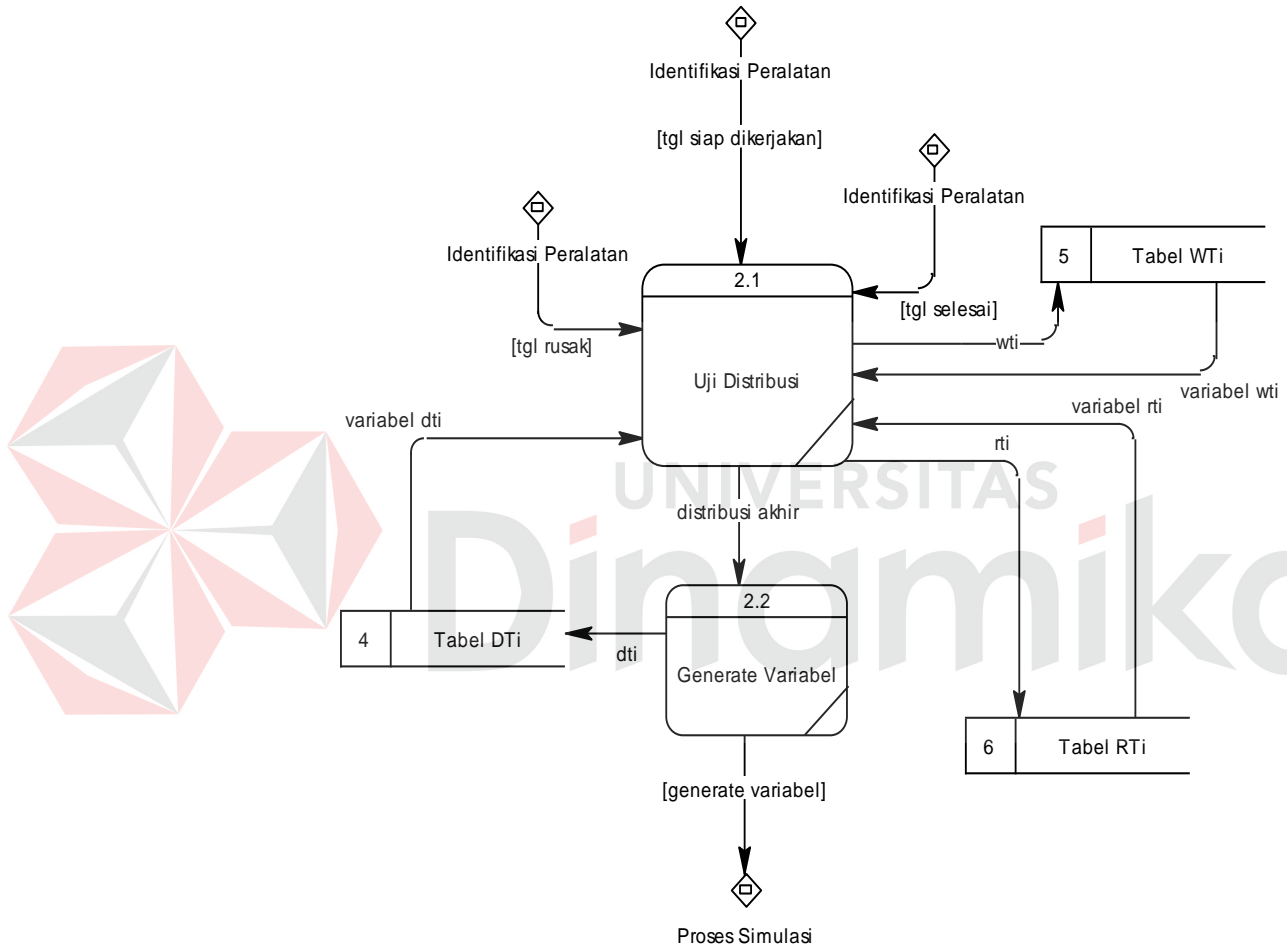 Identifikasi Peralatan
[tgl siap dikerjakan]
Identifikasi Peralatan
Identifikasi Peralatan
5
Tabel WTi
2.1
[tgl selesai]
[tgl rusak]
wti
Uji Distribusi
variabel wti
variabel dti
variabel rti
rti
UNIVERSITAS
Dinamika
distribusi akhir
2.2
4
Tabel DTi
dti
Generate Variabel
6
Tabel RTi
[generate variabel]
Proses Simulasi